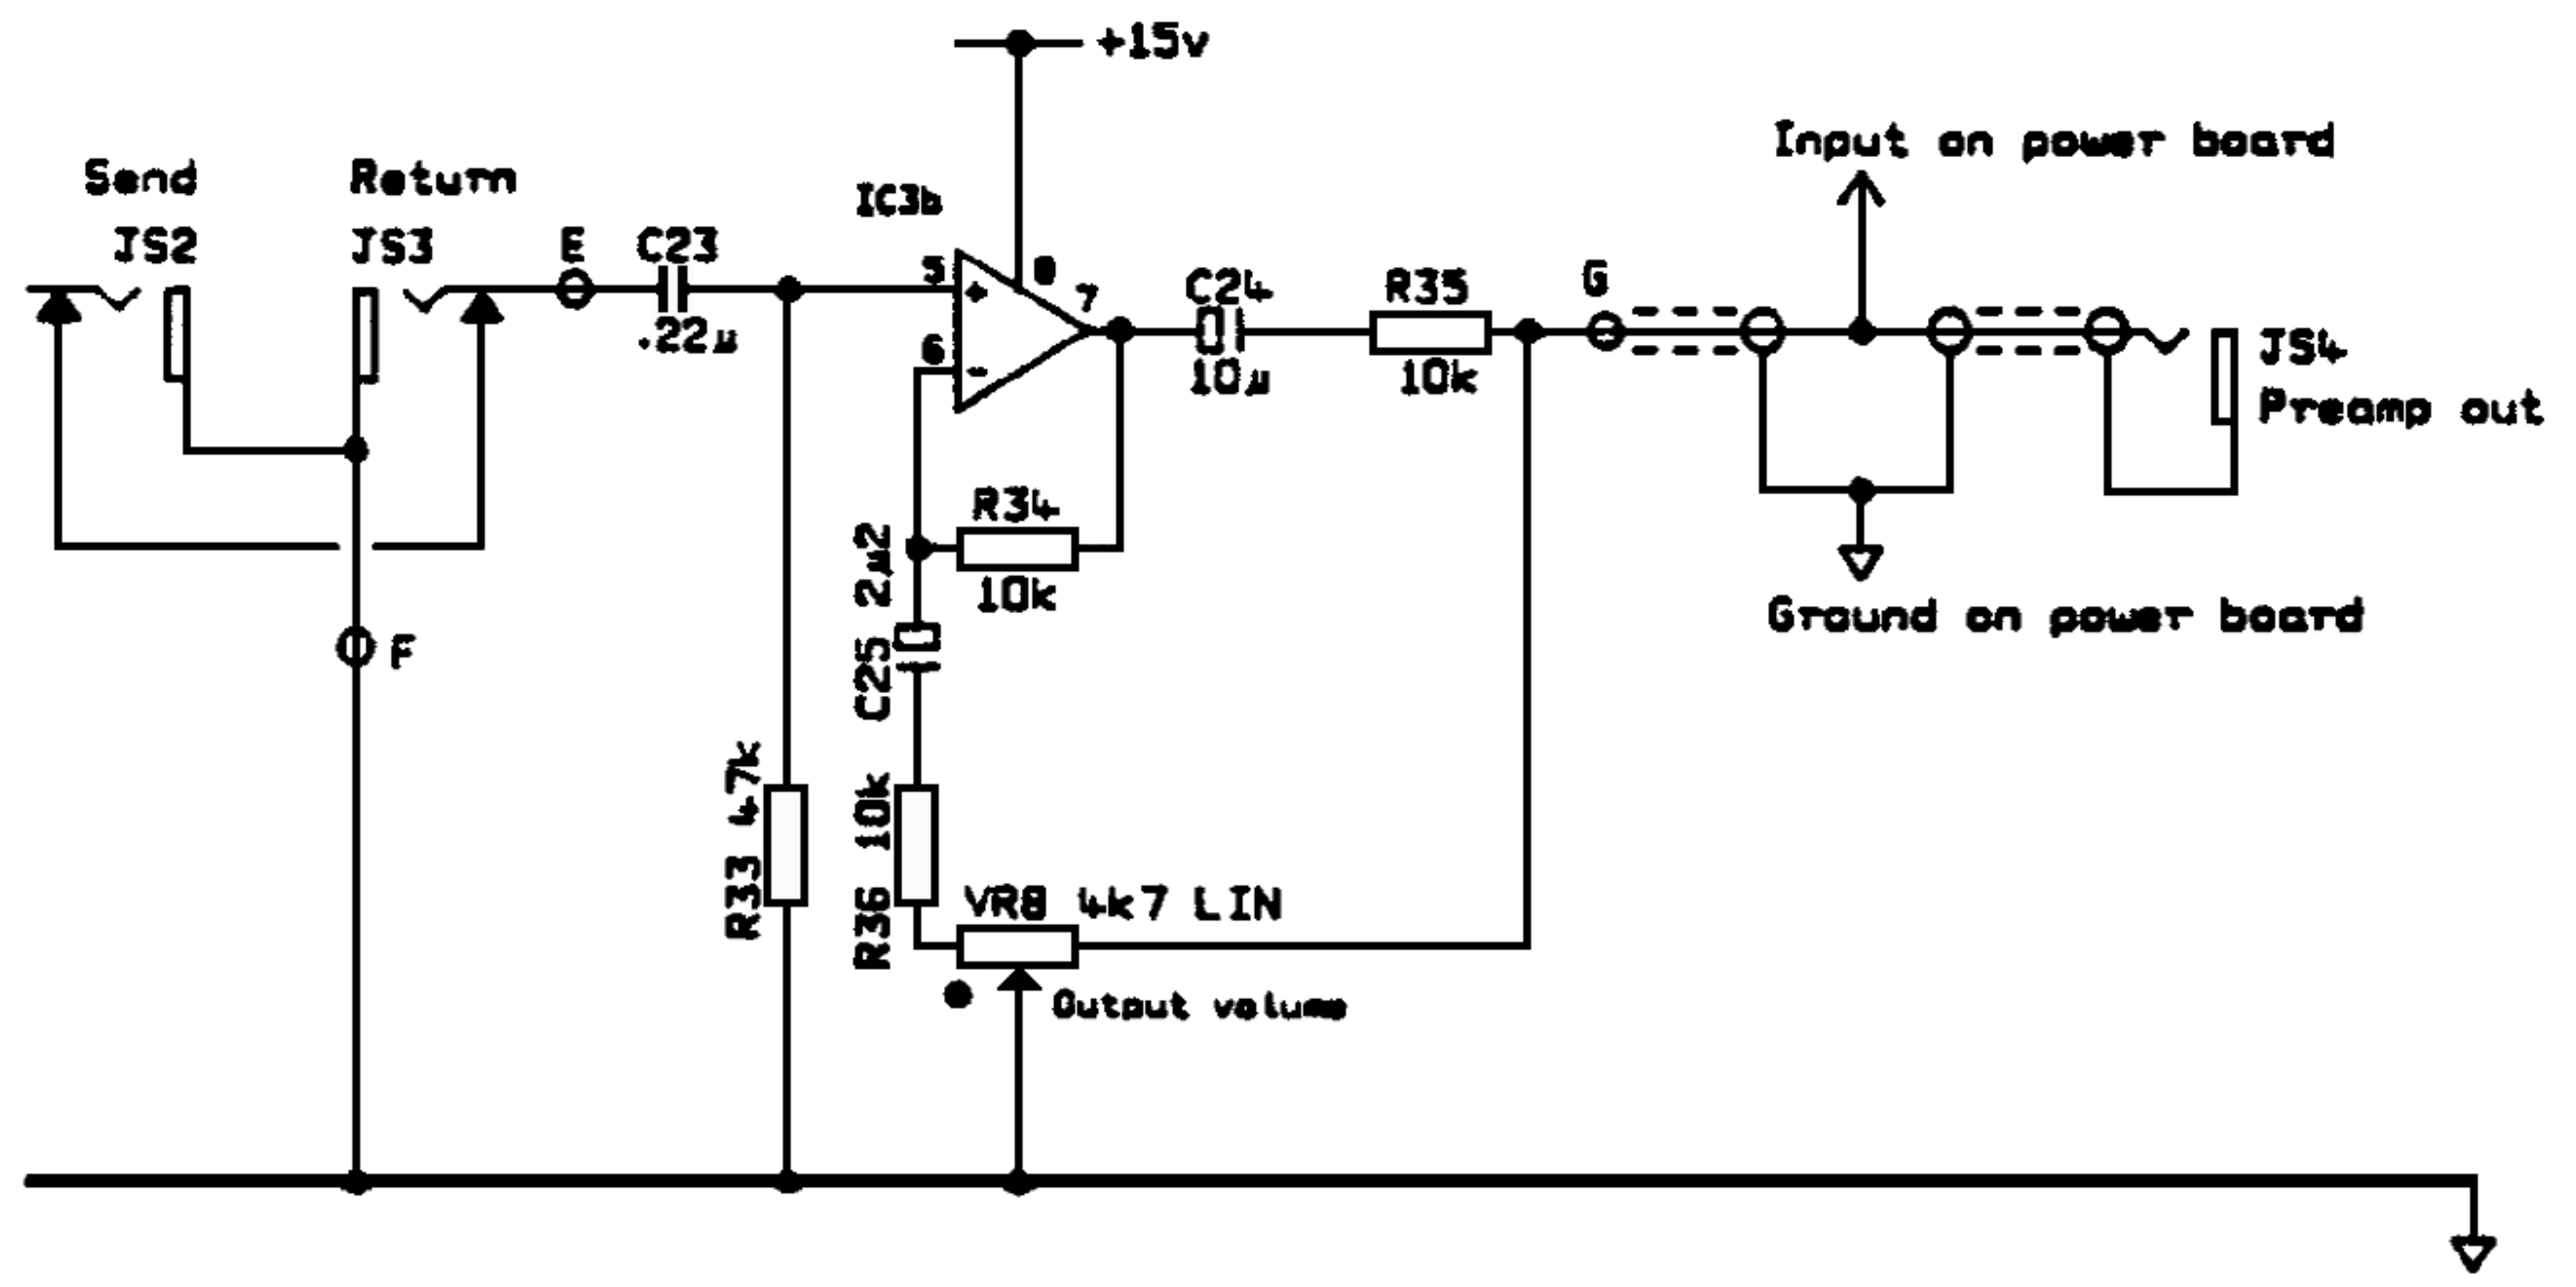 +15v
Input on power board
Send
Return
IC3b
JS2
JS3
E
C23
.22µ
5
8
7
+
6
-
C24
10µ
R35
10k
G
JS4
Preamp out
R34
10k
C25 2µ2
Ground on power board
F
R33 47k
R36 10k
VR8 4k7 LIN
Output volume